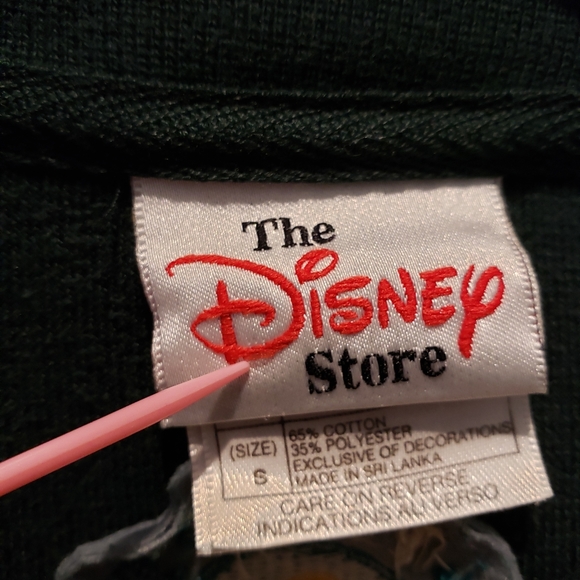 The
Disney
Store
(SIZE)
S
65% COTTON
35% POLYESTER
EXCLUSIVE OF DECORATIONS
MADE IN SRI LANKA
CARE ON REVERSE
INDICATIONS AU VERSO